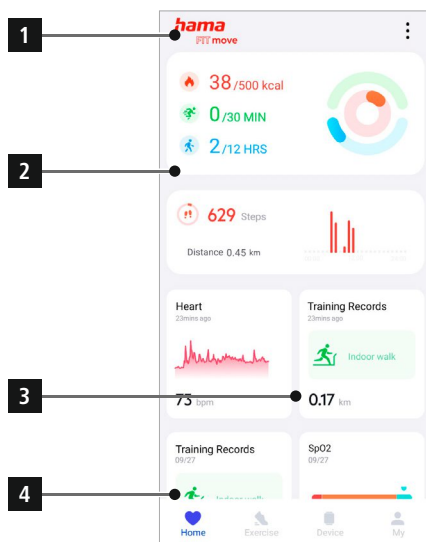 1
hama
FIT move
38/500 kcal
0/30 MIN
2/12 HRS
2
629 Steps
Distance 0.45 km
Heart
23mins ago
Training Records
23mins ago
Indoor walk
3
73 bpm
0.17 km
Training Records
09/27
SpO2
09/27
4
Indoor walk
Home
Exercise
Device
My